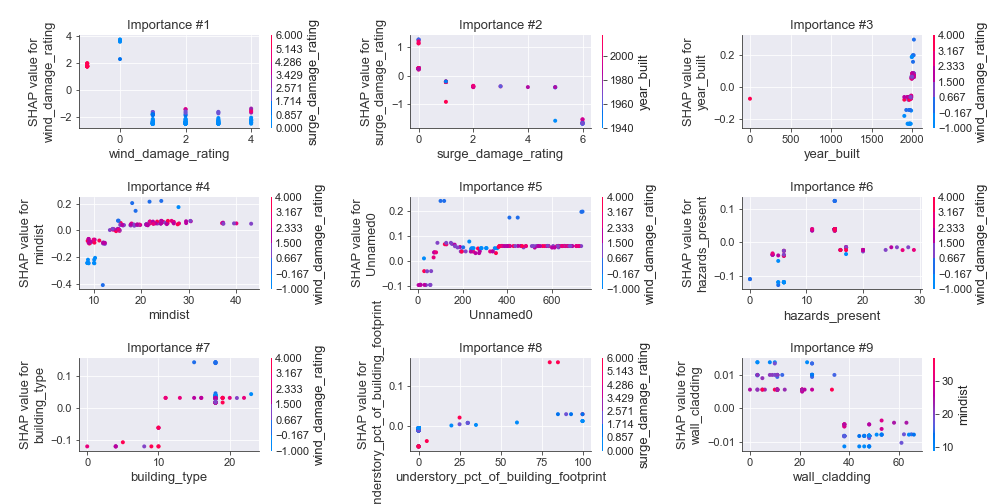 Importance #1
SHAP value for
wind_damage_rating
4
2
0
−2
0
2
4
wind_damage_rating
6.000
5.143
4.286
3.429
2.571
1.714
0.857
0.000
surge_damage_rating
Importance #2
SHAP value for
surge_damage_rating
1
0
−1
0
2
4
6
surge_damage_rating
2000
1980
1960
1940
year_built
Importance #3
SHAP value for
year_built
0.2
0.0
−0.2
0
500
1000
1500
2000
year_built
4.000
3.167
2.333
1.500
0.667
−0.167
−1.000
wind_damage_rating
Importance #4
SHAP value for
mindist
0.2
0.0
−0.2
−0.4
10
20
30
40
mindist
4.000
3.167
2.333
1.500
0.667
−0.167
−1.000
wind_damage_rating
Importance #5
SHAP value for
Unnamed0
0.2
0.1
0.0
−0.1
0
200
400
600
Unnamed0
4.000
3.167
2.333
1.500
0.667
−0.167
−1.000
wind_damage_rating
Importance #6
SHAP value for
hazards_present
0.1
0.0
−0.1
0
10
20
30
hazards_present
4.000
3.167
2.333
1.500
0.667
−0.167
−1.000
wind_damage_rating
Importance #7
SHAP value for
building_type
0.1
0.0
−0.1
0
10
20
building_type
4.000
3.167
2.333
1.500
0.667
−0.167
−1.000
wind_damage_rating
Importance #8
SHAP value for
understory_pct_of_building_footprint
0.1
0.0
0
25
50
75
100
understory_pct_of_building_footprint
6.000
5.143
4.286
3.429
2.571
1.714
0.857
0.000
surge_damage_rating
Importance #9
SHAP value for
wall_cladding
0.01
0.00
−0.01
0
20
40
60
wall_cladding
30
20
10
mindist